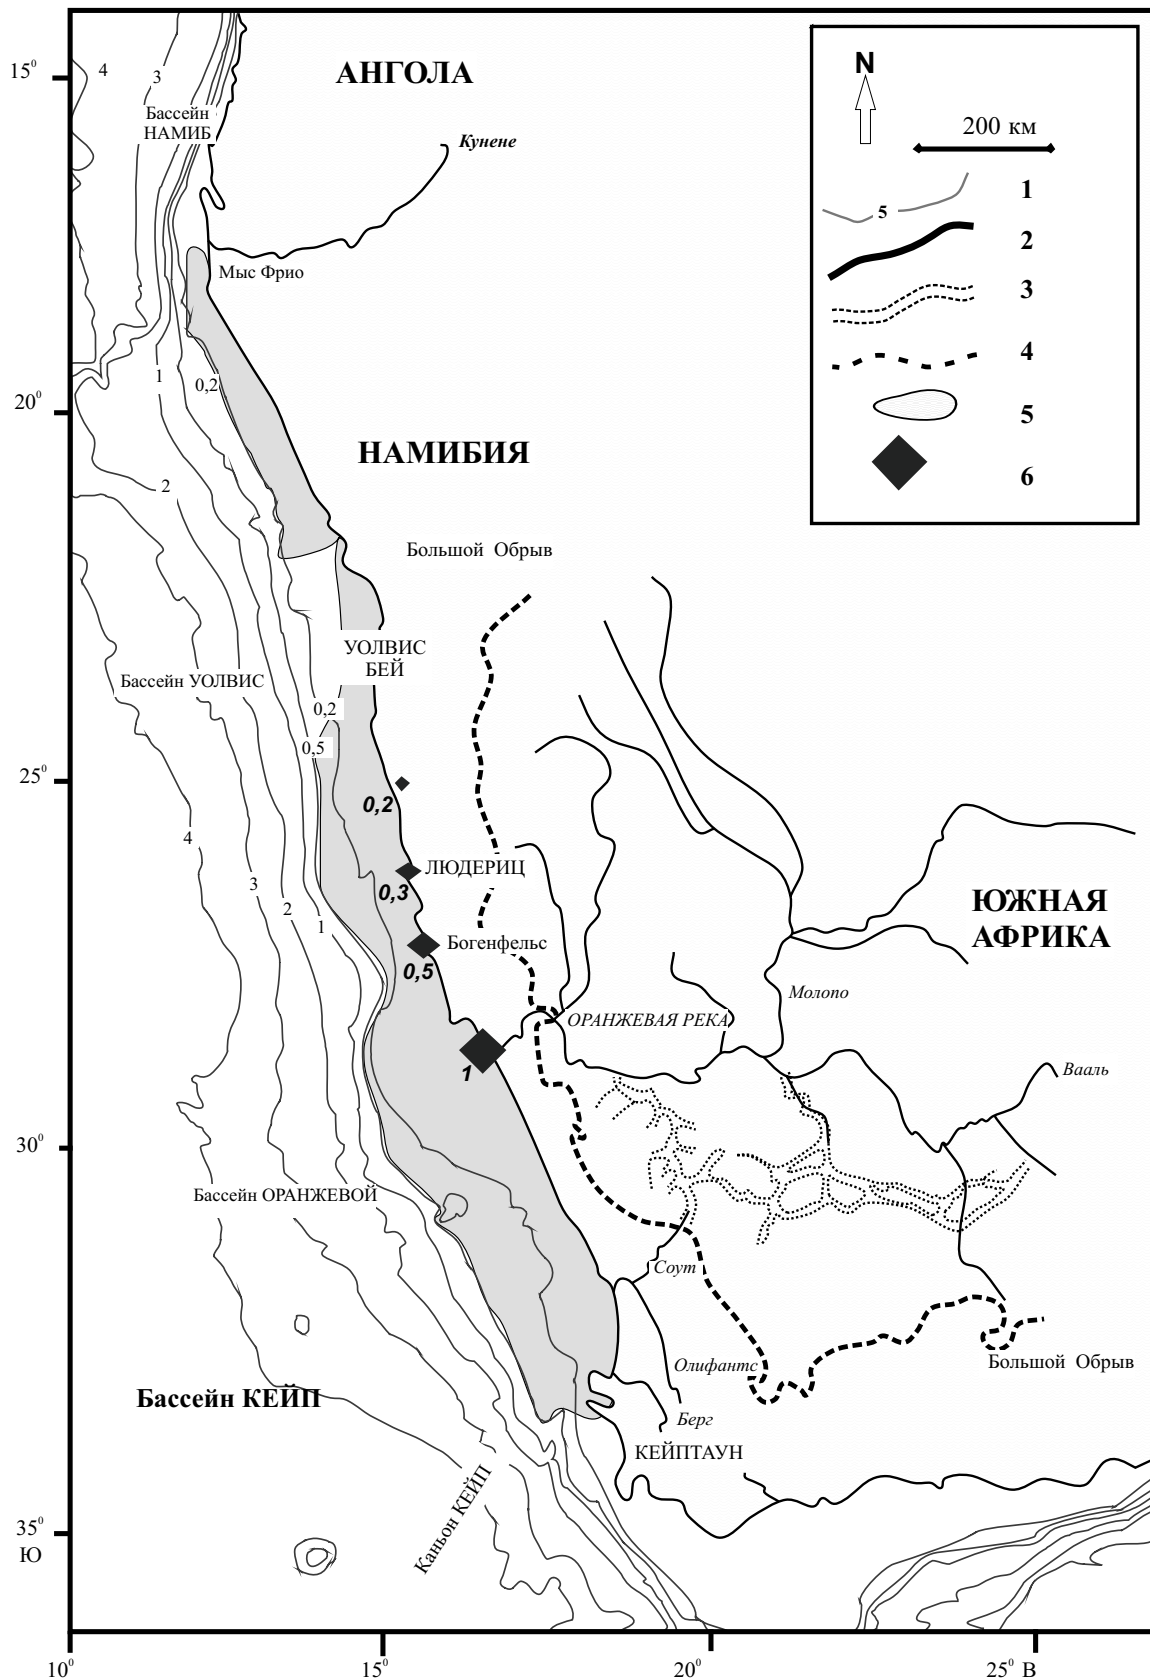 15⁰
20⁰
25⁰
30⁰
35⁰
Ю
10⁰
15⁰
20⁰
25⁰ В
АНГОЛА
4
3
Бассейн
НАМИБ
Кунене
Мыс Фрио
1
0,2
НАМИБИЯ
2
Большой Обрыв
УОЛВИС
БЕЙ
Бассейн УОЛВИС
0,2
0,5
0,2
4
ЛЮДЕРИЦ
0,3
3
2
1
ЮЖНАЯ
АФРИКА
Богенфельс
0,5
Молопо
ОРАНЖЕВАЯ РЕКА
1
Вааль
Бассейн ОРАНЖЕВОЙ
Соут
Олифантс
Большой Обрыв
Бассейн КЕЙП
Берг
КЕЙПТАУН
Каньон КЕЙП
N
200 км
5
1
2
3
4
5
6